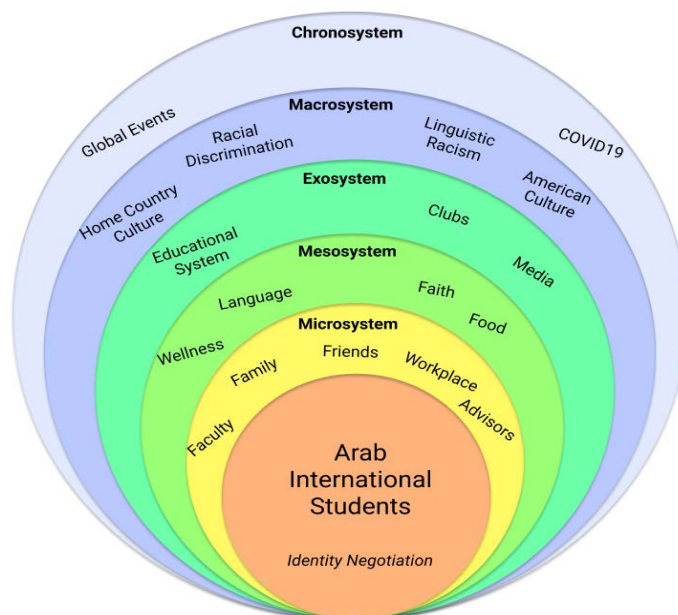 Chronosystem
Global Events
COVID19
Macrosystem
Racial
Discrimination
Linguistic
Racism
Home Country
Culture
American
Culture
Exosystem
Educational
System
Clubs
Media
Mesosystem
Wellness
Language
Faith
Food
Microsystem
Faculty
Family
Friends
Workplace
Advisors
Arab
International
Students
Identity Negotiation